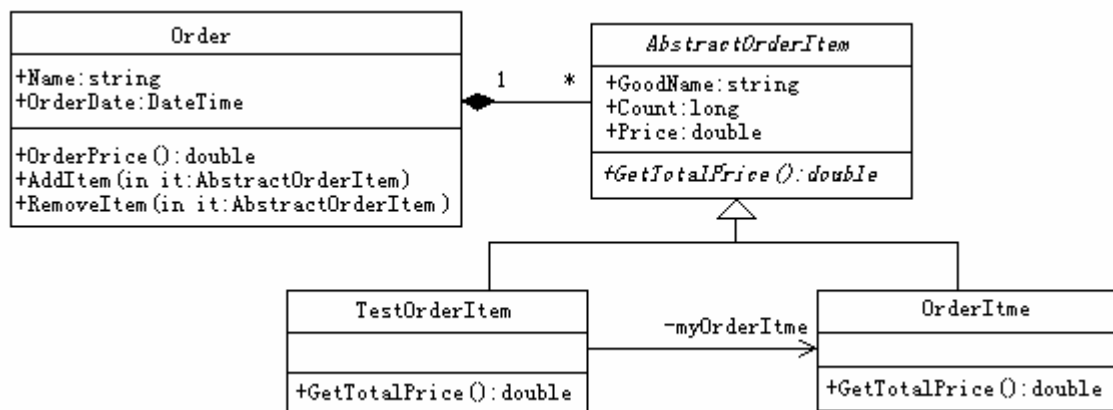 Order
+Name:string
+OrderDate:DateTime
+OrderPrice():double
+AddItem(in it:AbstractOrderItem)
+RemoveItem(in it:AbstractOrderItem)
1
*
AbstractOrderItem
+GoodName:string
+Count:long
+Price:double
+GetTotalPrice():double
TestOrderItem
+GetTotalPrice():double
-myOrderItme
OrderItme
+GetTotalPrice():double